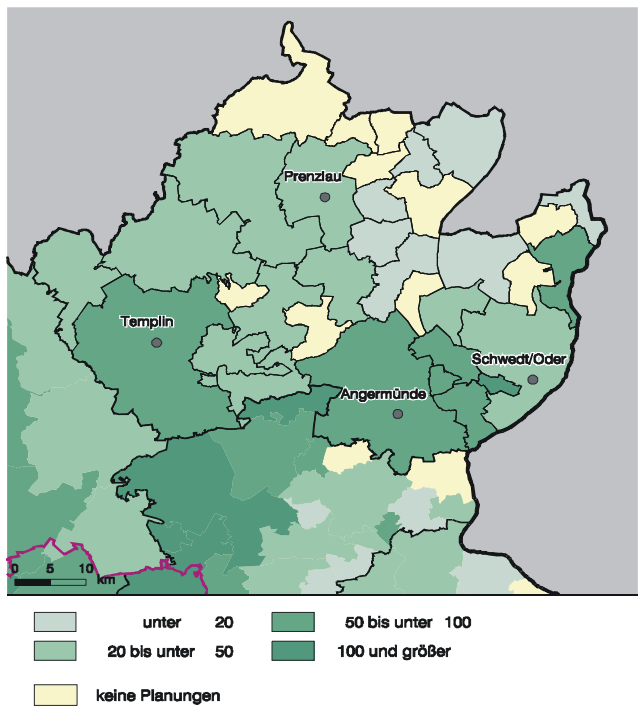 Prenzlau
Templin
Schwedt/Oder
Angermünde
0 5 10
km
unter 20
50 bis unter 100
20 bis unter 50
100 und größer
keine Planungen